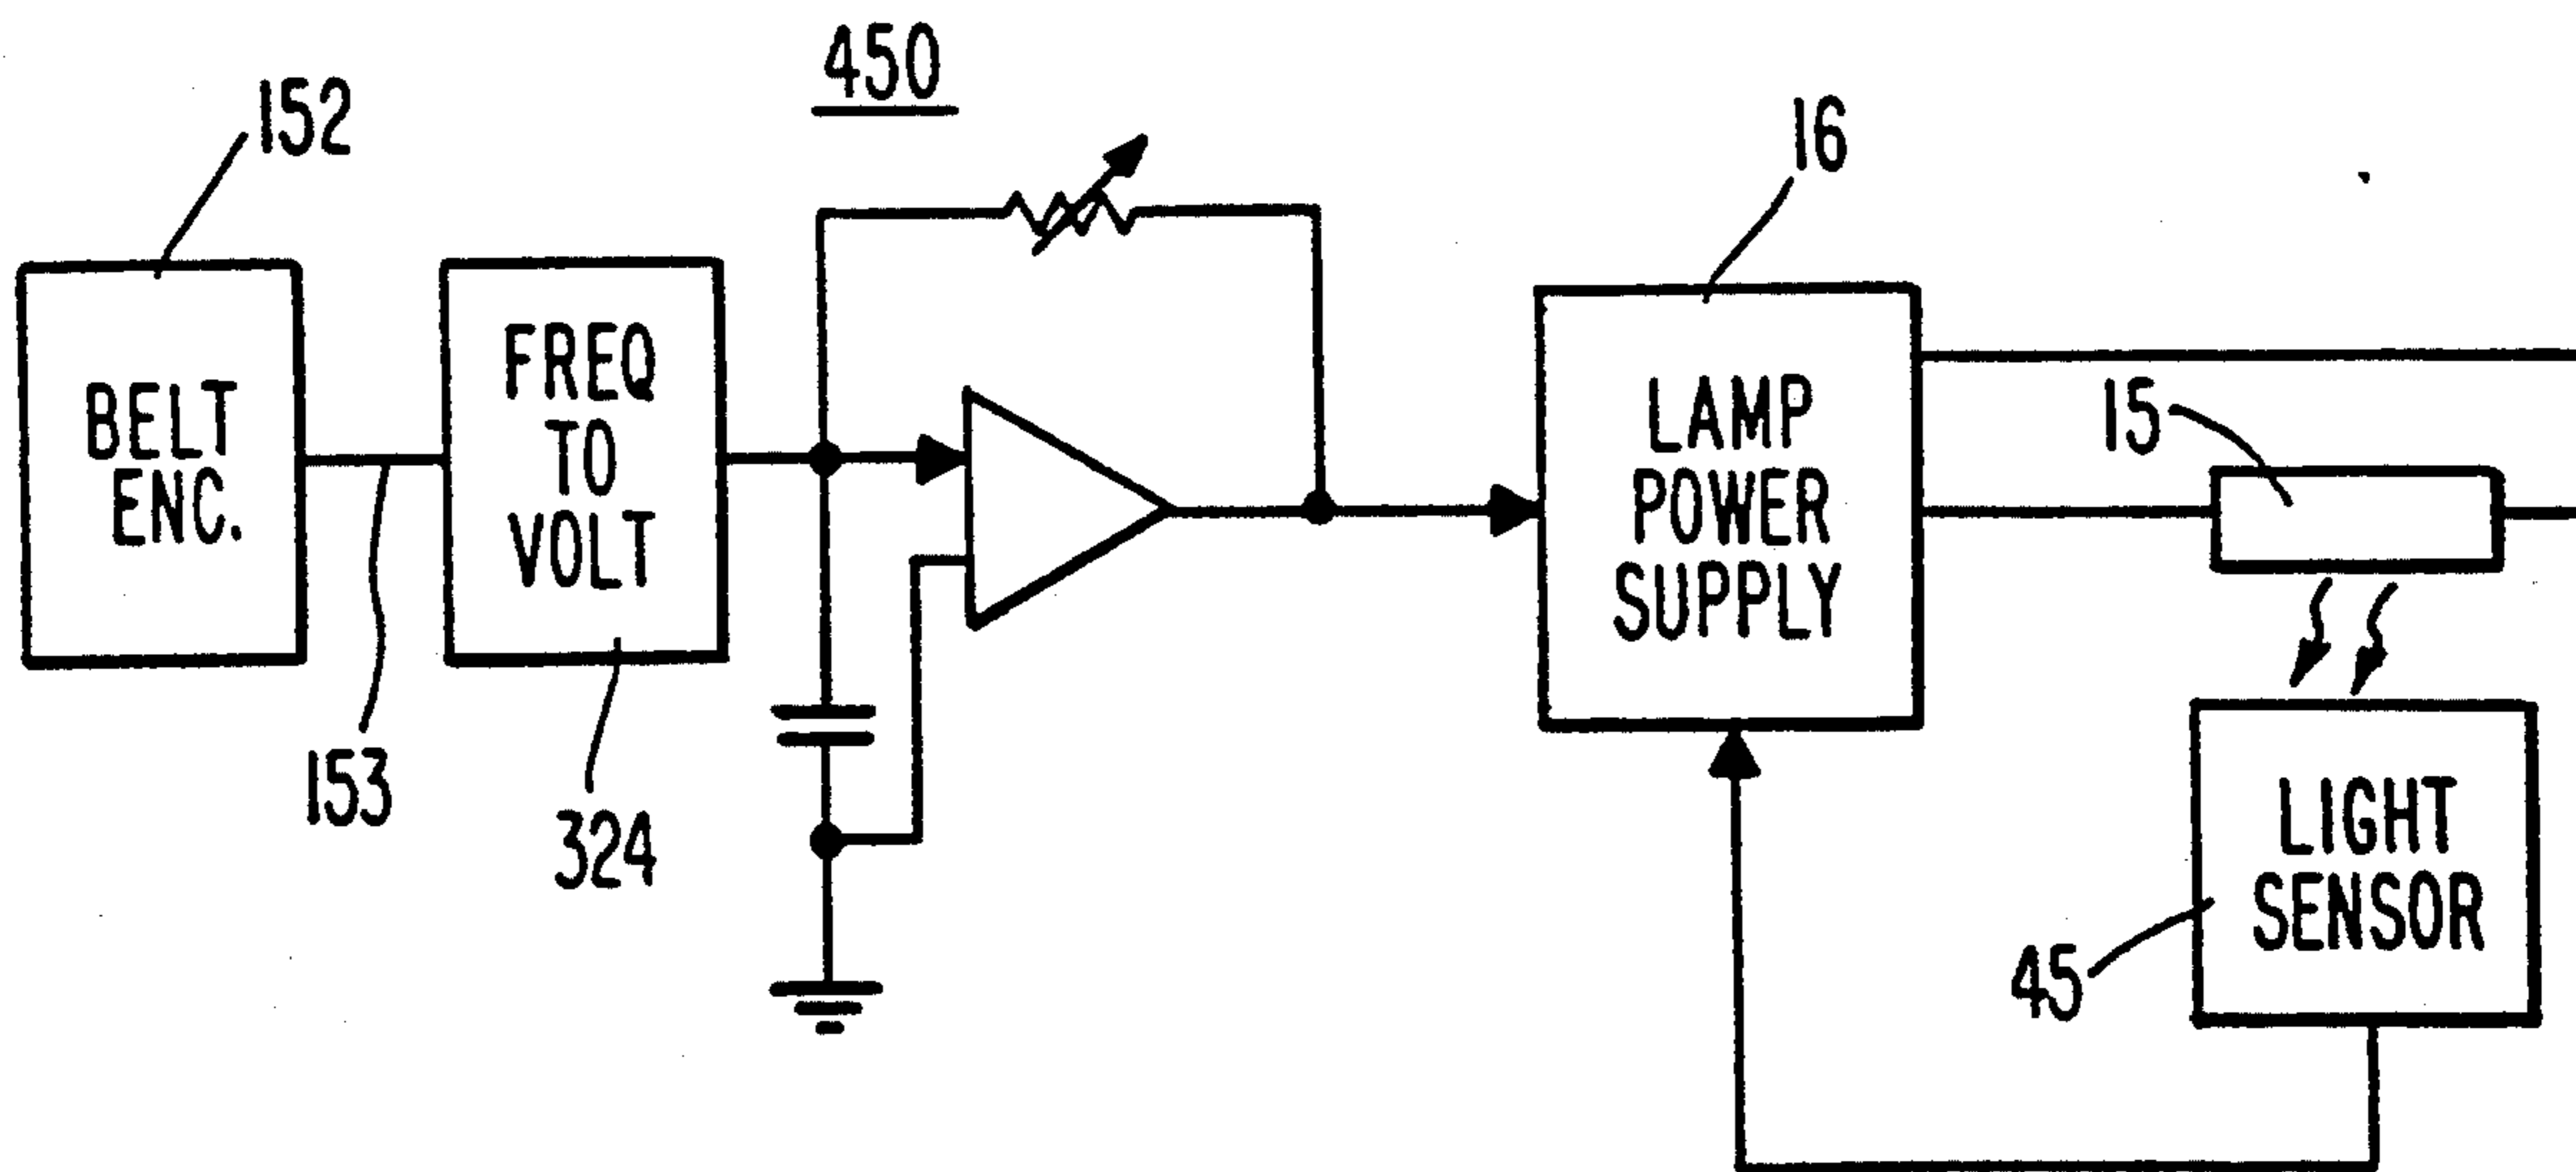 450
152
16
BELT
ENC.
FREQ
TO
VOLT
LAMP
POWER
SUPPLY
15
153
324
LIGHT
SENSOR
45